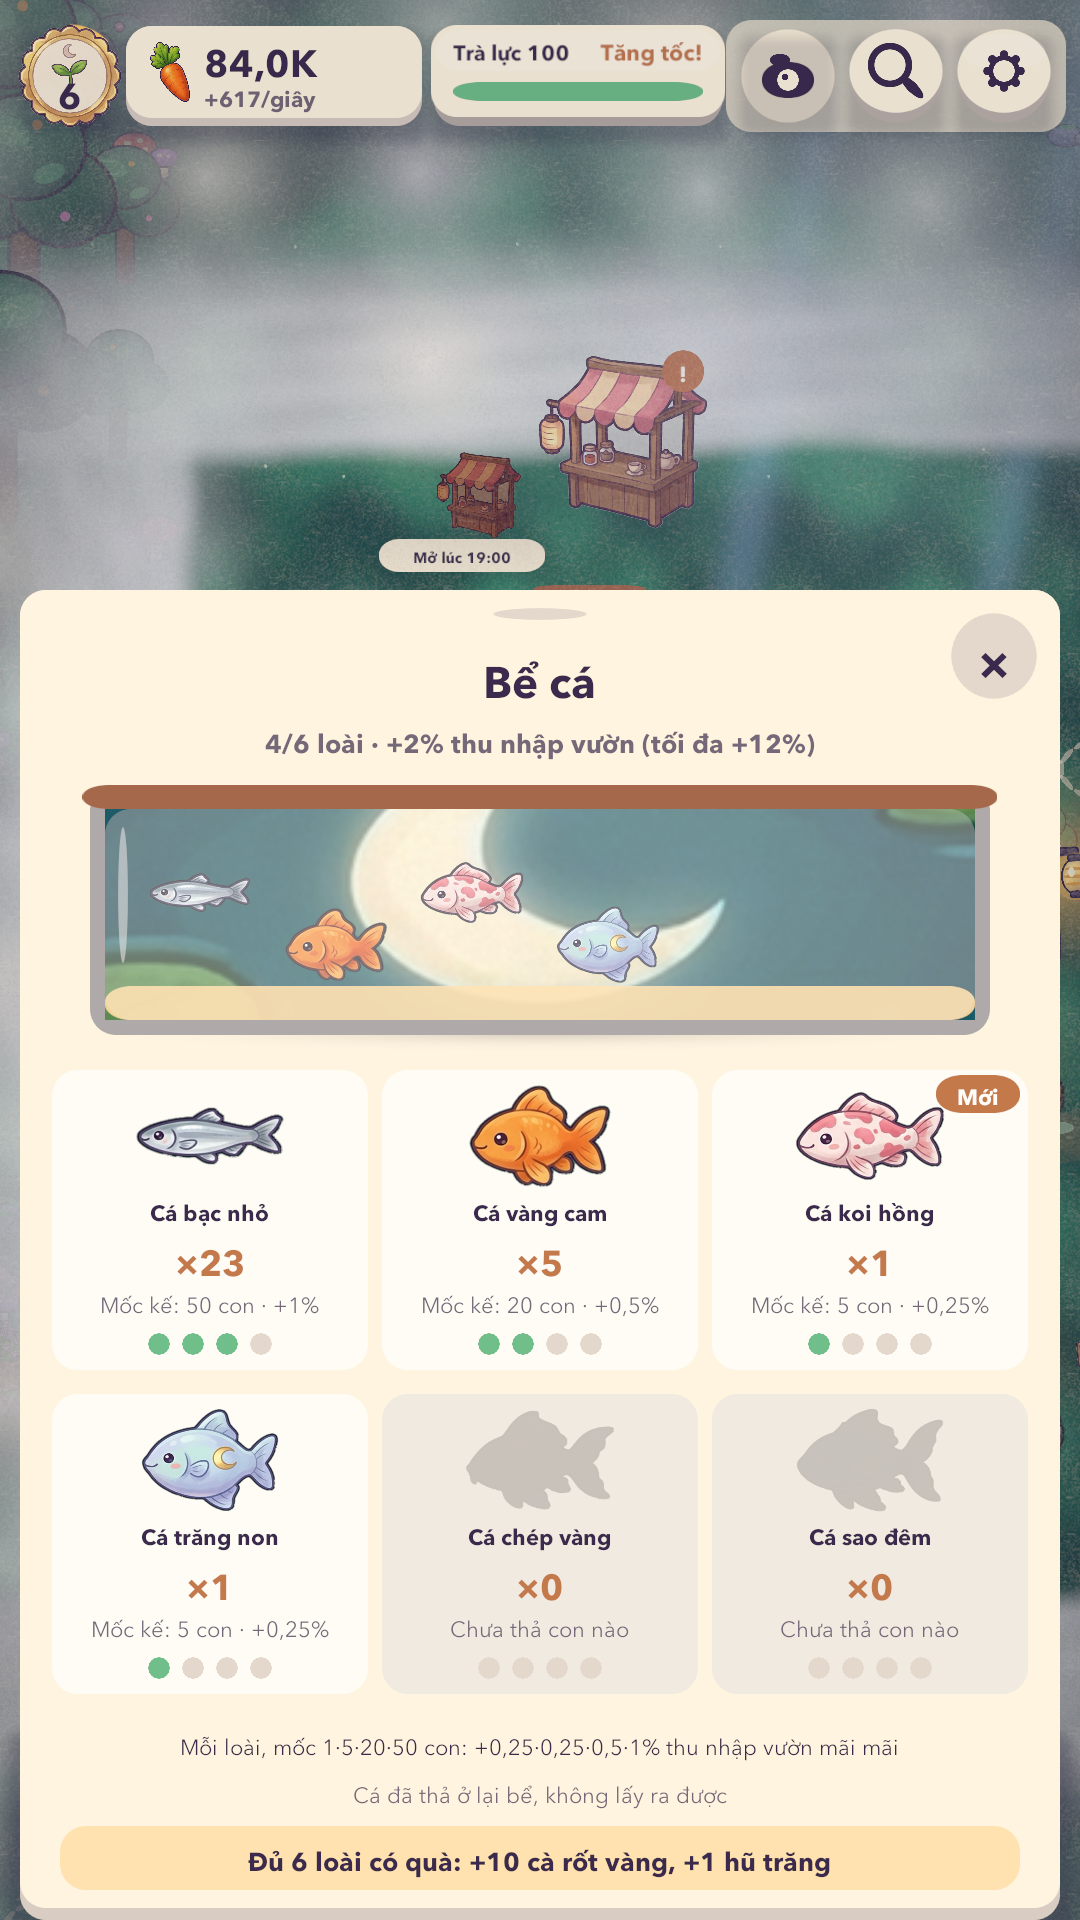 6
84,0K
+617/giây
Trà lực 100
Tăng tốc!
!
Mở lúc 19:00
×
Bể cá
4/6 loài · +2% thu nhập vườn (tối đa +12%)
Cá bạc nhỏ
×23
Mốc kế: 50 con · +1%
Cá vàng cam
×5
Mốc kế: 20 con · +0,5%
Mới
Cá koi hồng
×1
Mốc kế: 5 con · +0,25%
Cá trăng non
×1
Mốc kế: 5 con · +0,25%
Cá chép vàng
×0
Chưa thả con nào
Cá sao đêm
×0
Chưa thả con nào
Mỗi loài, mốc 1·5·20·50 con: +0,25·0,25·0,5·1% thu nhập vườn mãi mãi
Cá đã thả ở lại bể, không lấy ra được
Đủ 6 loài có quà: +10 cà rốt vàng, +1 hũ trăng